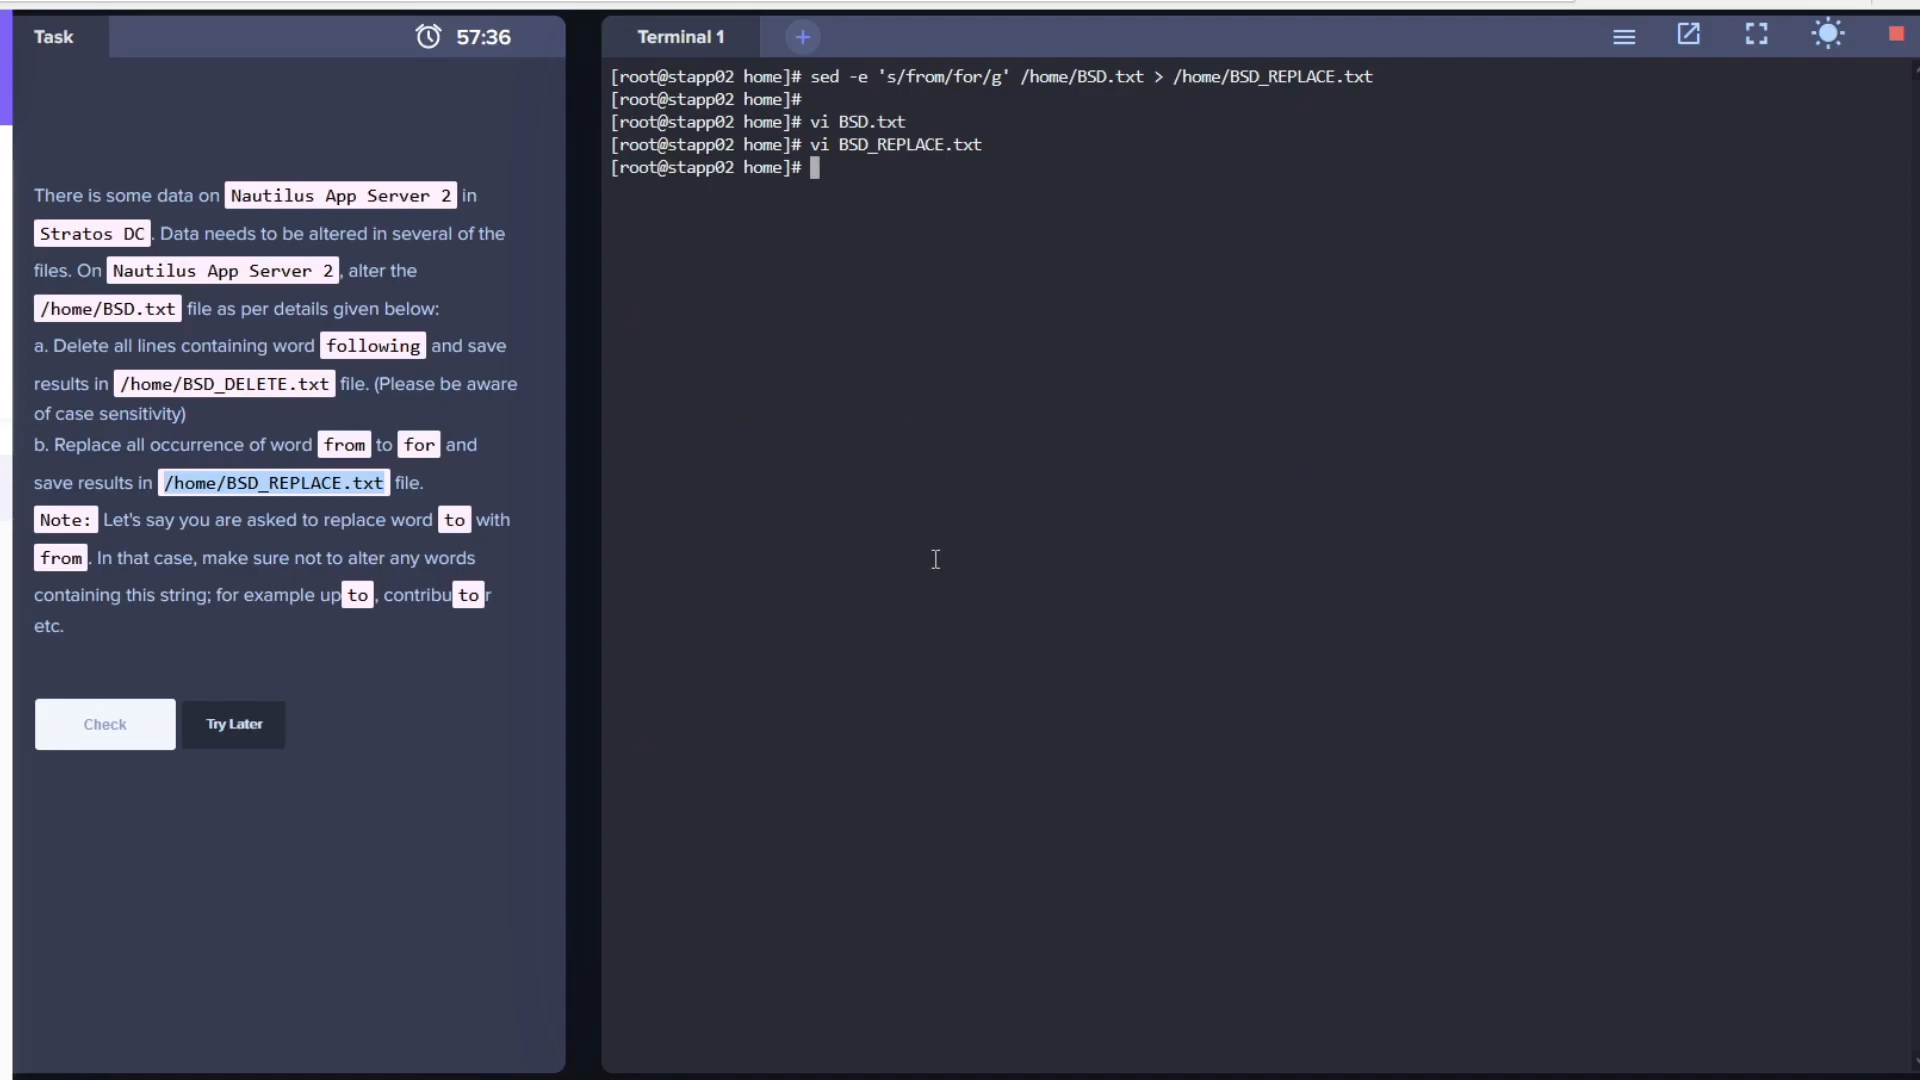 Task
57:36
There is some data on Nautilus App Server 2 in
Stratos DC. Data needs to be altered in several of the
files. On Nautilus App Server 2, alter the
/home/BSD.txt file as per details given below:
a. Delete all lines containing word following and save
results in /home/BSD_DELETE.txt file. (Please be aware
of case sensitivity)
b. Replace all occurrence of word from to for and
save results in /home/BSD_REPLACE.txt file.
Note: Let's say you are asked to replace word to with
from. In that case, make sure not to alter any words
containing this string; for example upto, contributor
etc.
Check
Try Later
Terminal 1
+
[root@stapp02 home]# sed -e 's/from/for/g' /home/BSD.txt > /home/BSD_REPLACE.txt
[root@stapp02 home]#
[root@stapp02 home]# vi BSD.txt
[root@stapp02 home]# vi BSD_REPLACE.txt
[root@stapp02 home]#